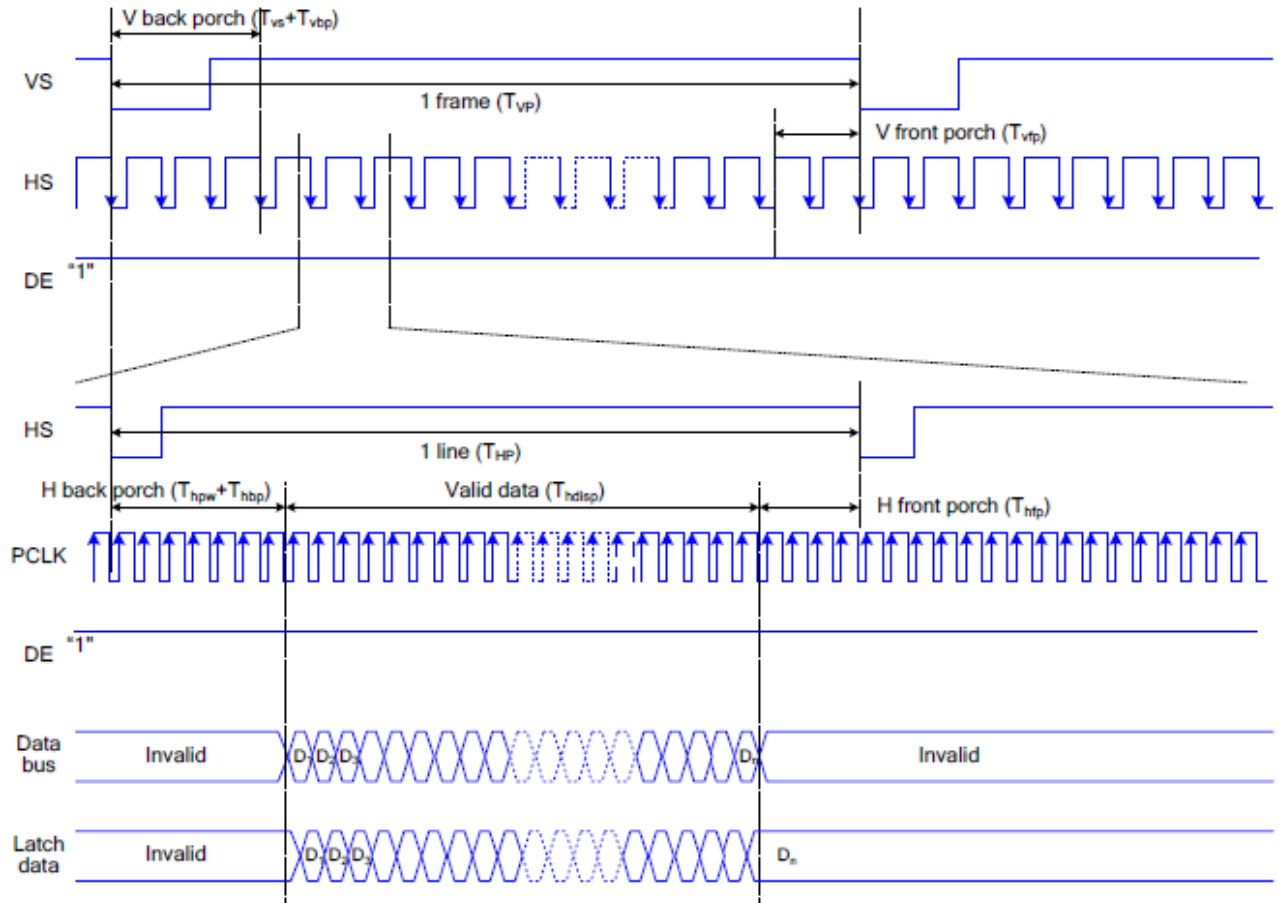 V back porch (Tvs+Tvbp)
VS
1 frame (TVP)
V front porch (Tvfp)
HS
DE "1"
HS
1 line (THP)
H back porch (Thpw+Thbp)
Valid data (Thdisp)
H front porch (Thfp)
PCLK
DE "1"
Data
bus
Invalid
D1 D2 D3
Dn
Invalid
Latch
data
Invalid
D1 D2 D3
Dn